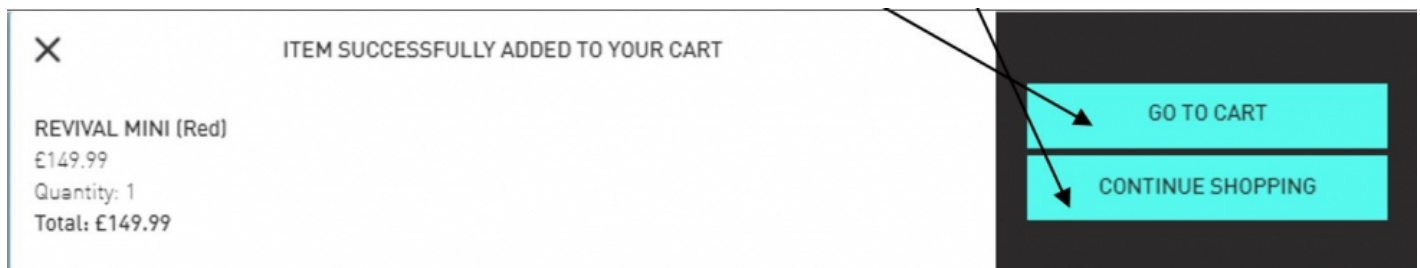 ITEM SUCCESSFULLY ADDED TO YOUR CART
REVIVAL MINI (Red)
£149.99
Quantity: 1
Total: £149.99
GO TO CART
CONTINUE SHOPPING